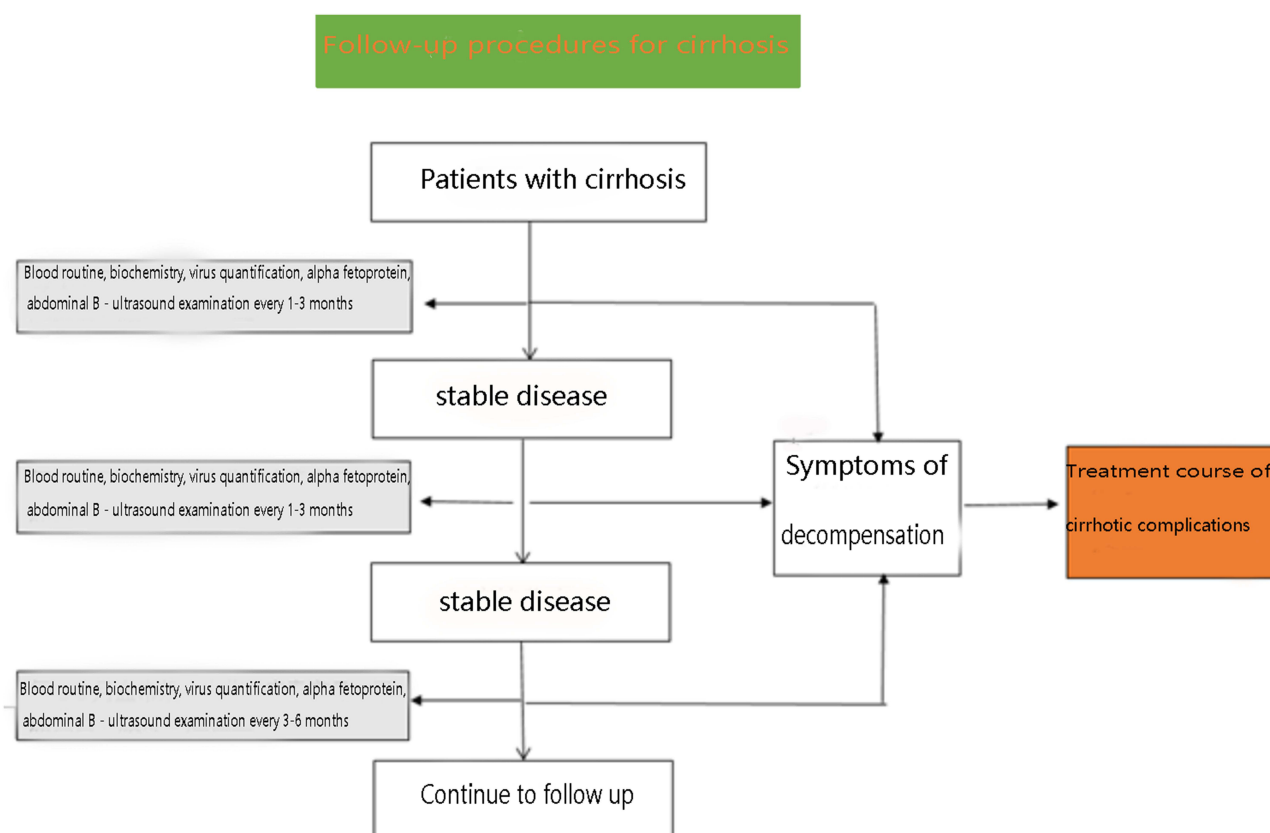 Follow-up procedures for cirrhosis
Patients with cirrhosis
Blood routine, biochemistry, virus quantification, alpha fetoprotein,
abdominal B - ultrasound examination every 1-3 months
stable disease
Blood routine, biochemistry, virus quantification, alpha fetoprotein,
abdominal B - ultrasound examination every 1-3 months
Symptoms of
decompensation
Treatment course of
cirrhotic complications
stable disease
Blood routine, biochemistry, virus quantification, alpha fetoprotein,
abdominal B - ultrasound examination every 3-6 months
Continue to follow up